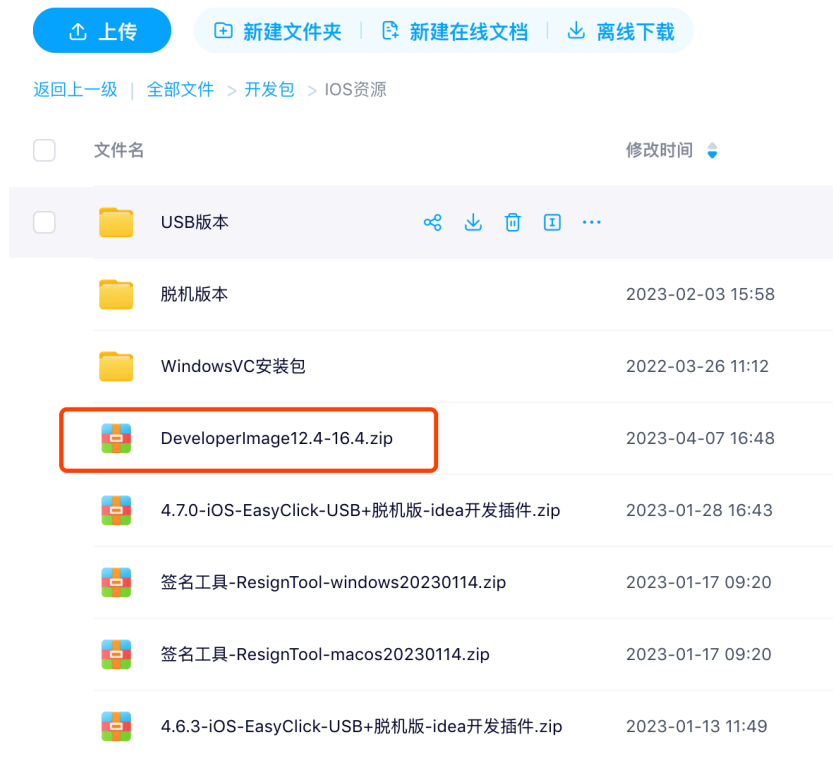 上传 新建文件夹 新建在线文档 离线下载
返回上一级 | 全部文件 > 开发包 > IOS资源
文件名 修改时间
USB版本
脱机版本 2023-02-03 15:58
WindowsVC安装包 2022-03-26 11:12
DeveloperImage12.4-16.4.zip 2023-04-07 16:48
4.7.0-iOS-EasyClick-USB+脱机版-idea开发插件.zip 2023-01-28 16:43
签名工具-ResignTool-windows20230114.zip 2023-01-17 09:20
签名工具-ResignTool-macos20230114.zip 2023-01-17 09:20
4.6.3-iOS-EasyClick-USB+脱机版-idea开发插件.zip 2023-01-13 11:49